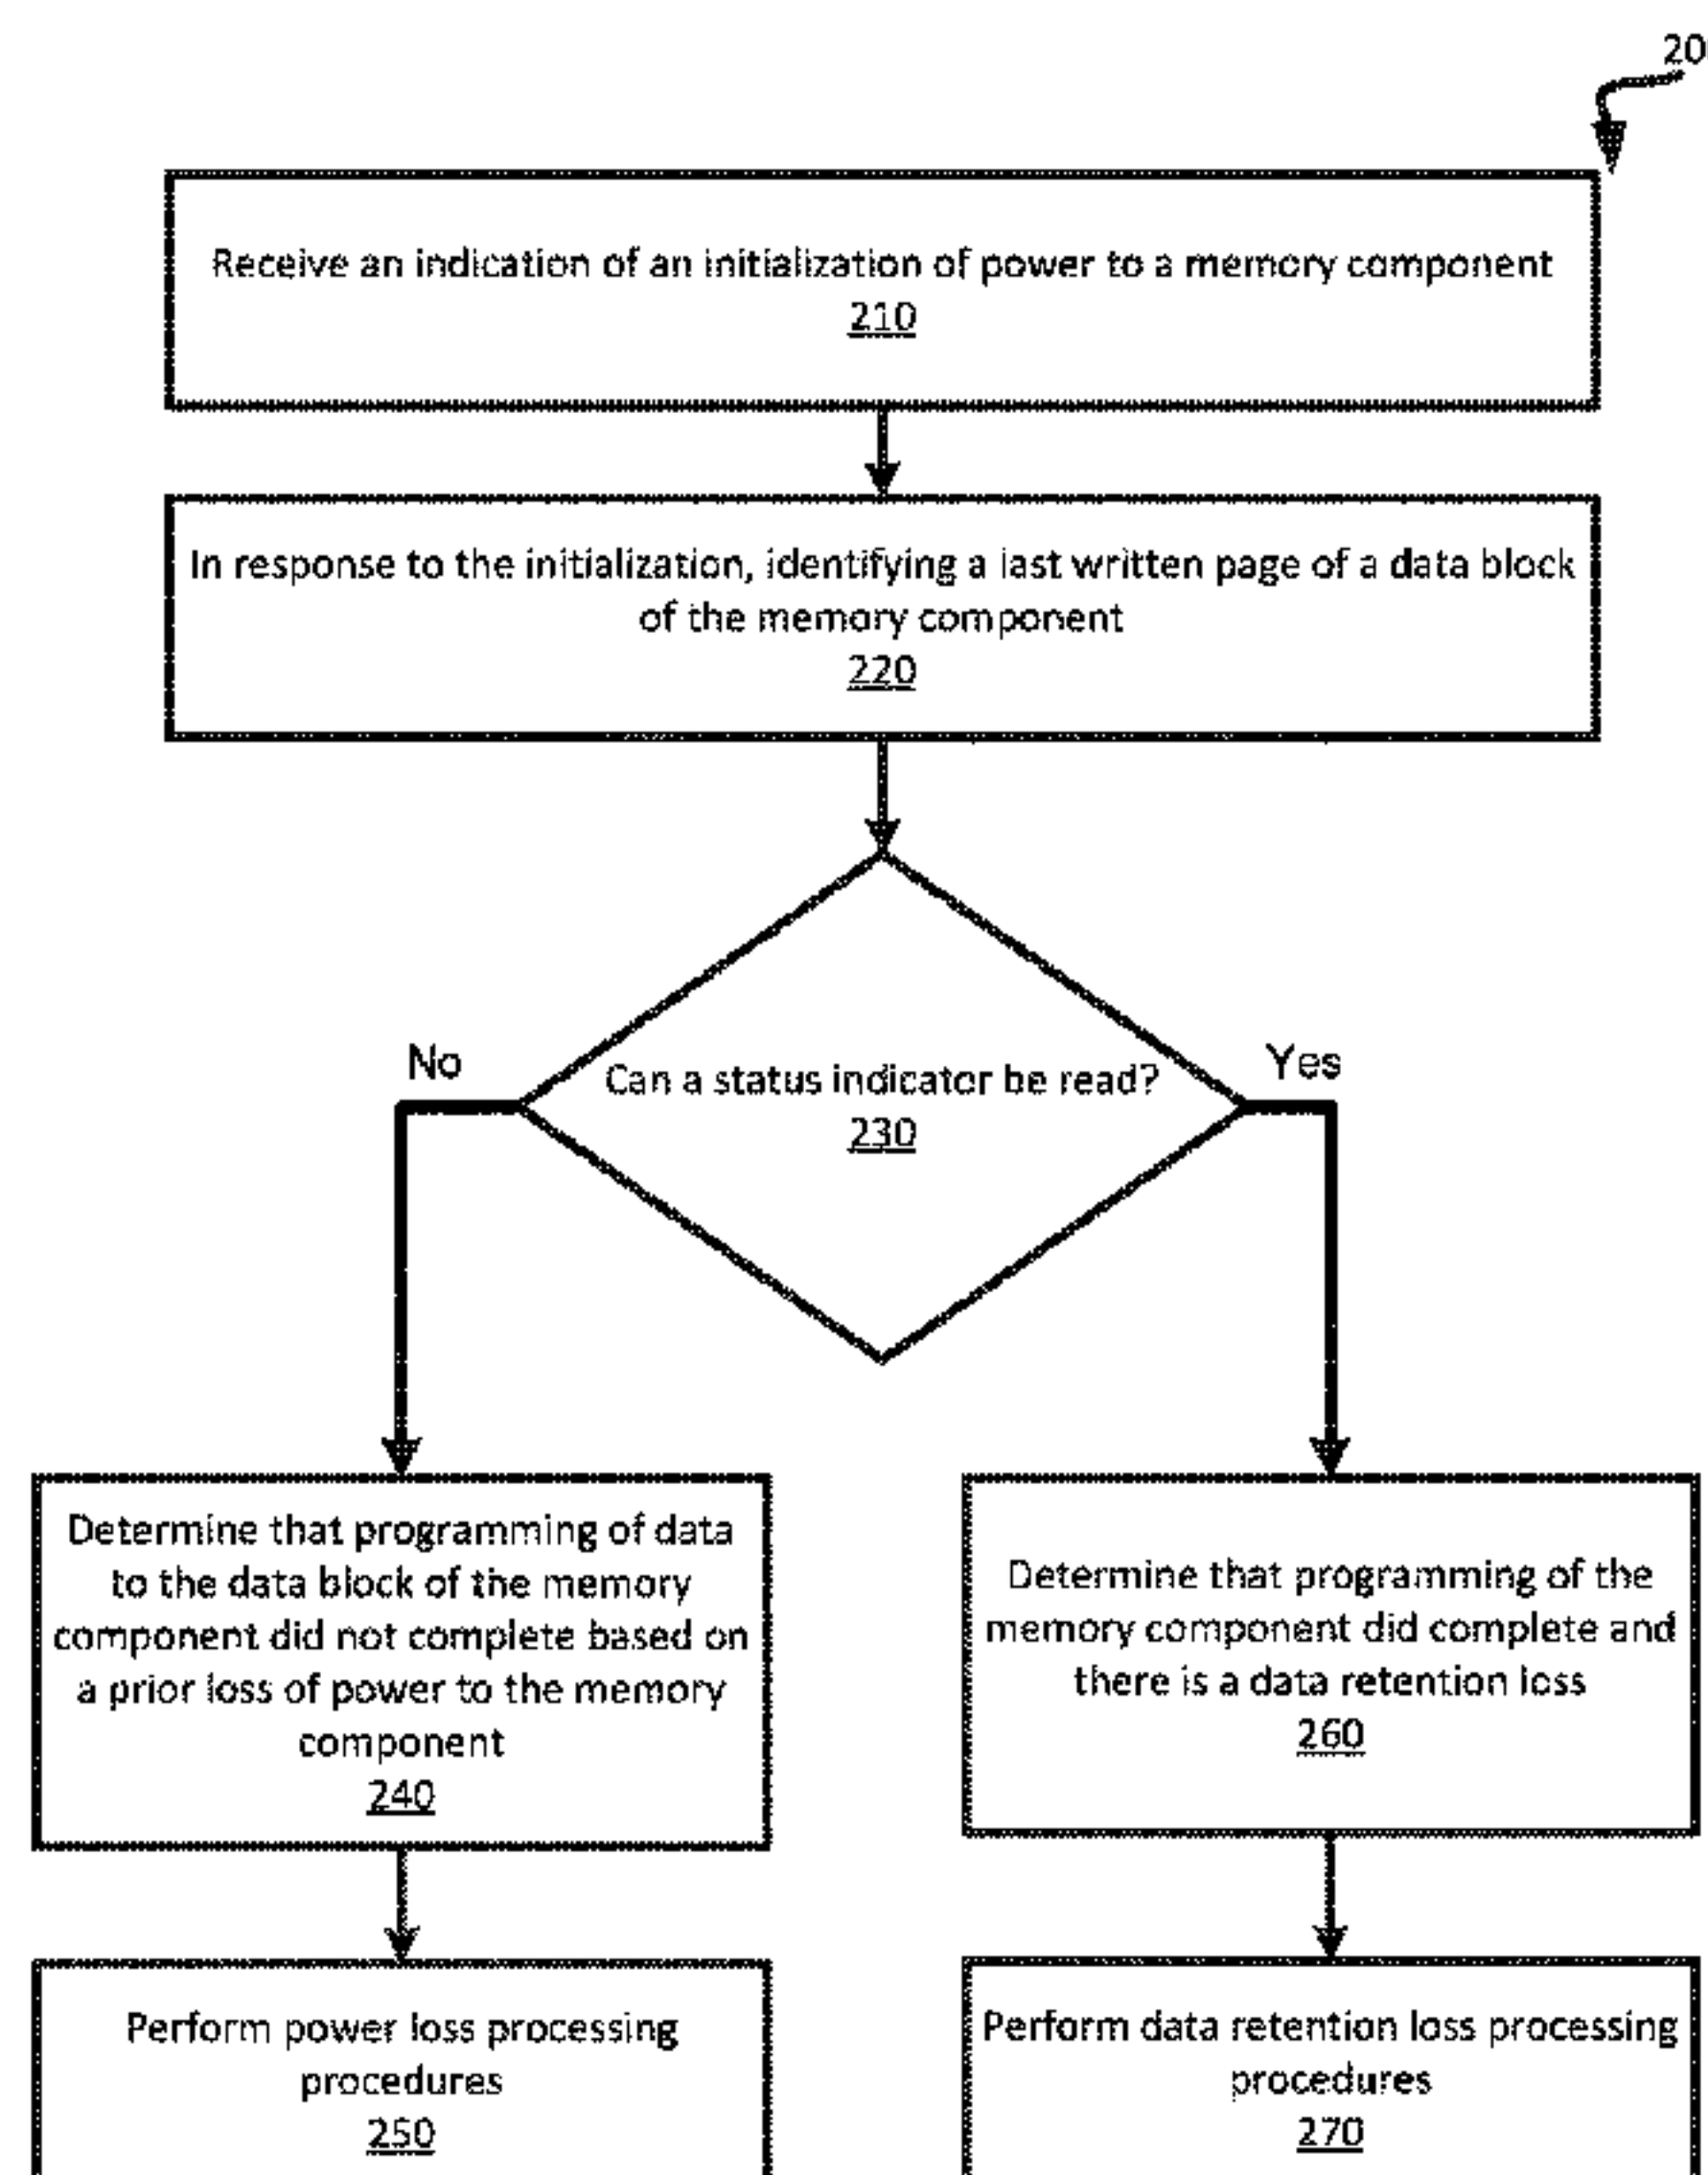 20
Receive an indication of an initialization of power to a memory component
210
In response to the initialization, identifying a last written page of a data block
of the memory component
220
No
Yes
Can a status indicator be read?
230
Determine that programming of data
to the data block of the memory
component did not complete based on
a prior loss of power to the memory
component
240
Determine that programming of the
memory component did complete and
there is a data retention loss
260
Perform power loss processing
procedures
250
Perform data retention loss processing
procedures
270